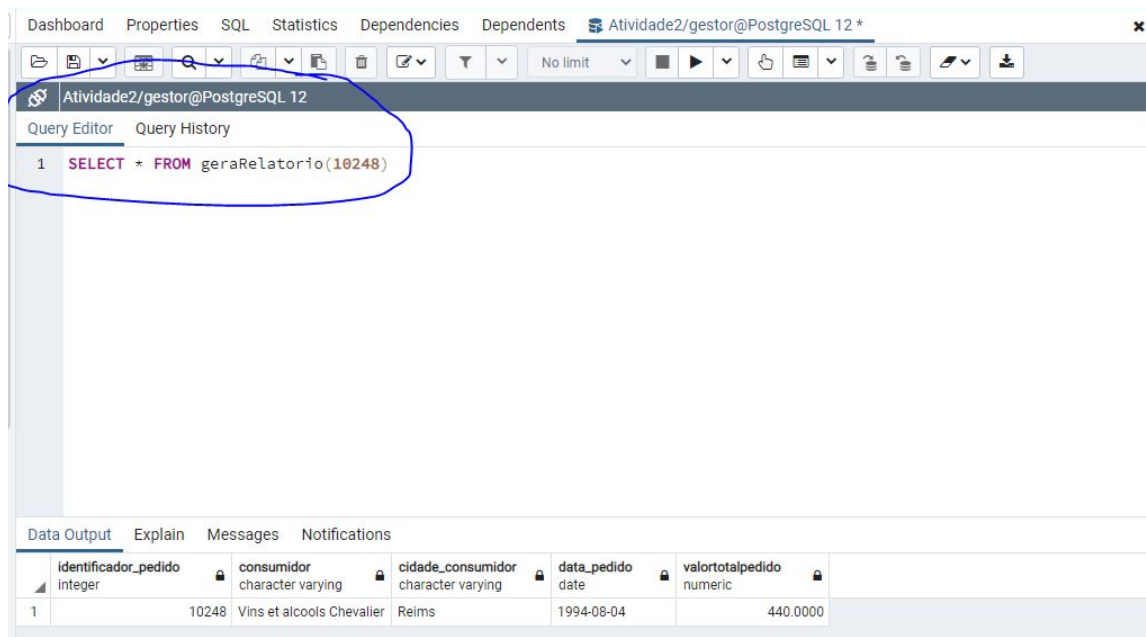 Dashboard Properties SQL Statistics Dependencies Dependents Atividade2/gestor@PostgreSQL 12 *
No limit
Atividade2/gestor@PostgreSQL 12
Query Editor Query History
1 SELECT * FROM geraRelatorio(10248)
Data Output Explain Messages Notifications
identificador_pedido consumidor cidade_consumidor data_pedido valortotalpedido
integer character varying character varying date numeric
1 10248 Vins et alcools Chevalier Reims 1994-08-04 440.0000